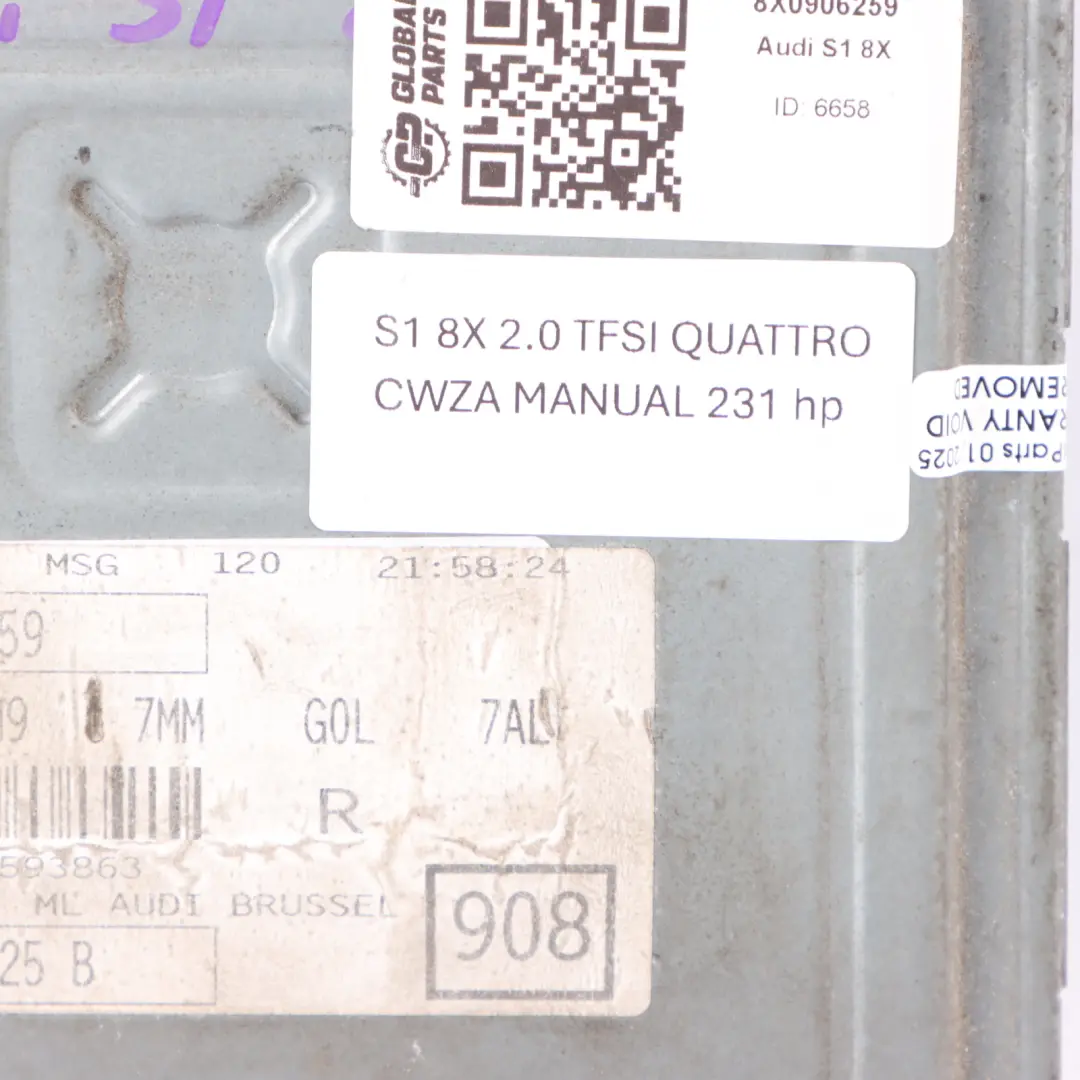 GLOBAL
PARTS
8X0906259
Audi S1 8X
ID: 6658
S1 8X 2.0 TFSI QUATTRO
CWZA MANUAL 231 hp
REMOVED
VOID
Parts 01.2025
MSG 120 21:58:24
59
7MM G0L 7AL
R
593863
ML AUDI BRUSSEL
908
25 B